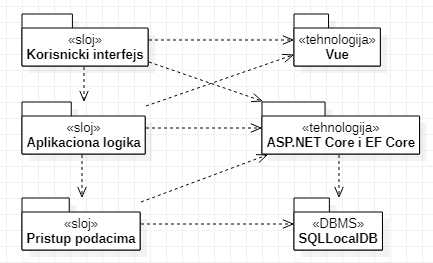 «sloj»
Korisnicki interfejs
«tehnologija»
Vue
«sloj»
Aplikaciona logika
«tehnologija»
ASP.NET Core i EF Core
«sloj»
Pristup podacima
«DBMS»
SQLLocalDB